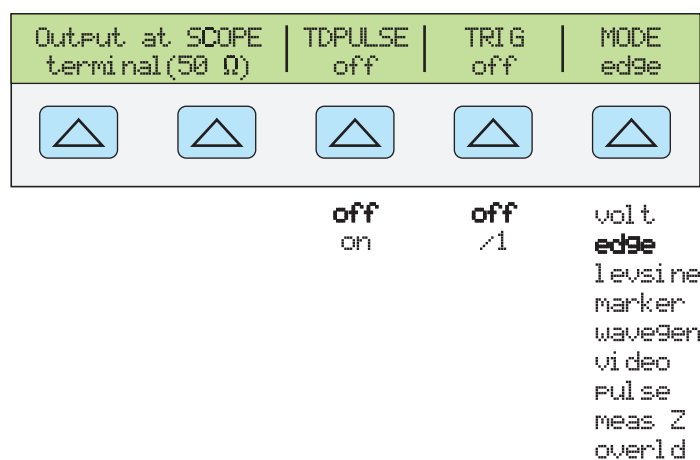 Output at SCOPE TDPULSE TRIG MODE
terminal(50 Ω) off off edge
off off volt
on /1 edge
levsine
marker
wavegen
video
pulse
meas Z
overld